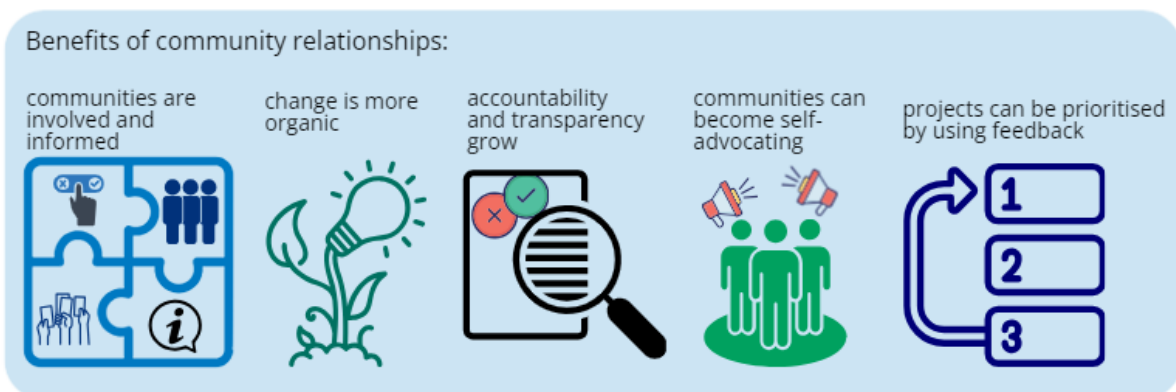 Benefits of community relationships:
communities are
involved and
informed
change is more
organic
accountability
and transparency
grow
communities can
become self-
advocating
projects can be prioritised
by using feedback
i
1
2
3